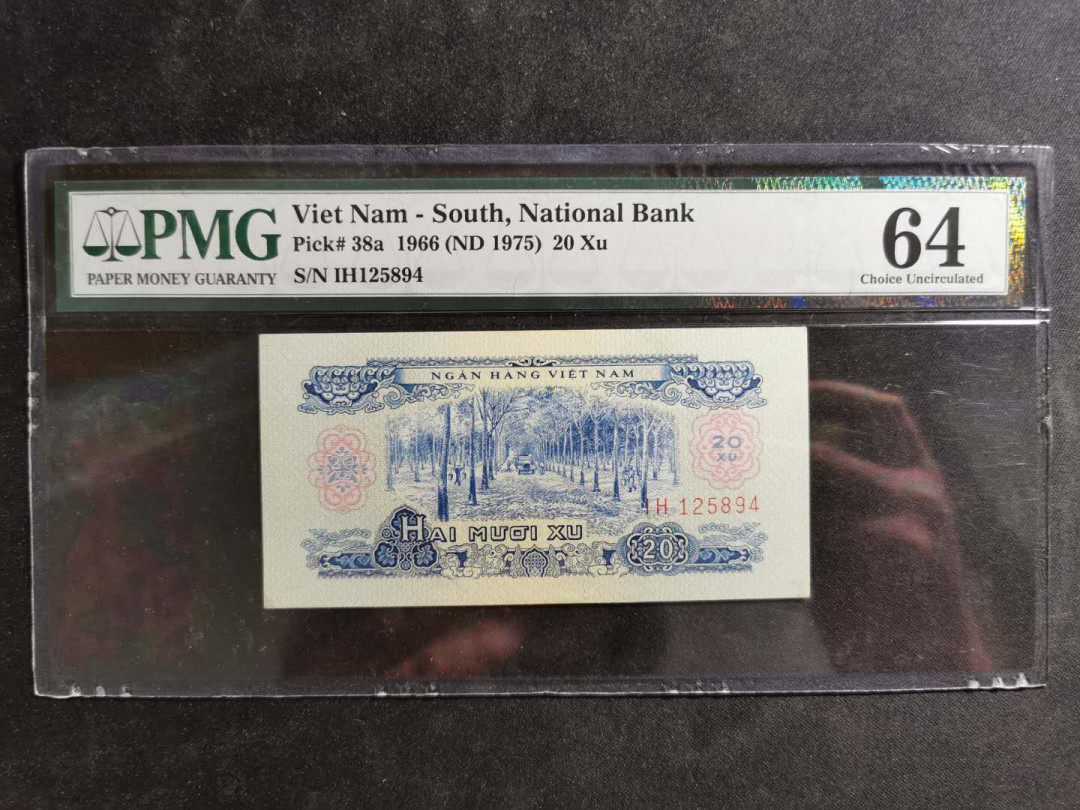 PMG
PAPER MONEY GUARANTY
Viet Nam - South, National Bank
Pick# 38a 1966 (ND 1975) 20 Xu
S/N IH125894
64
Choice Uncirculated
NGÂN HÀNG VIỆT NAM
20
XU
IH 125894
HAI MƯƠI XU
20